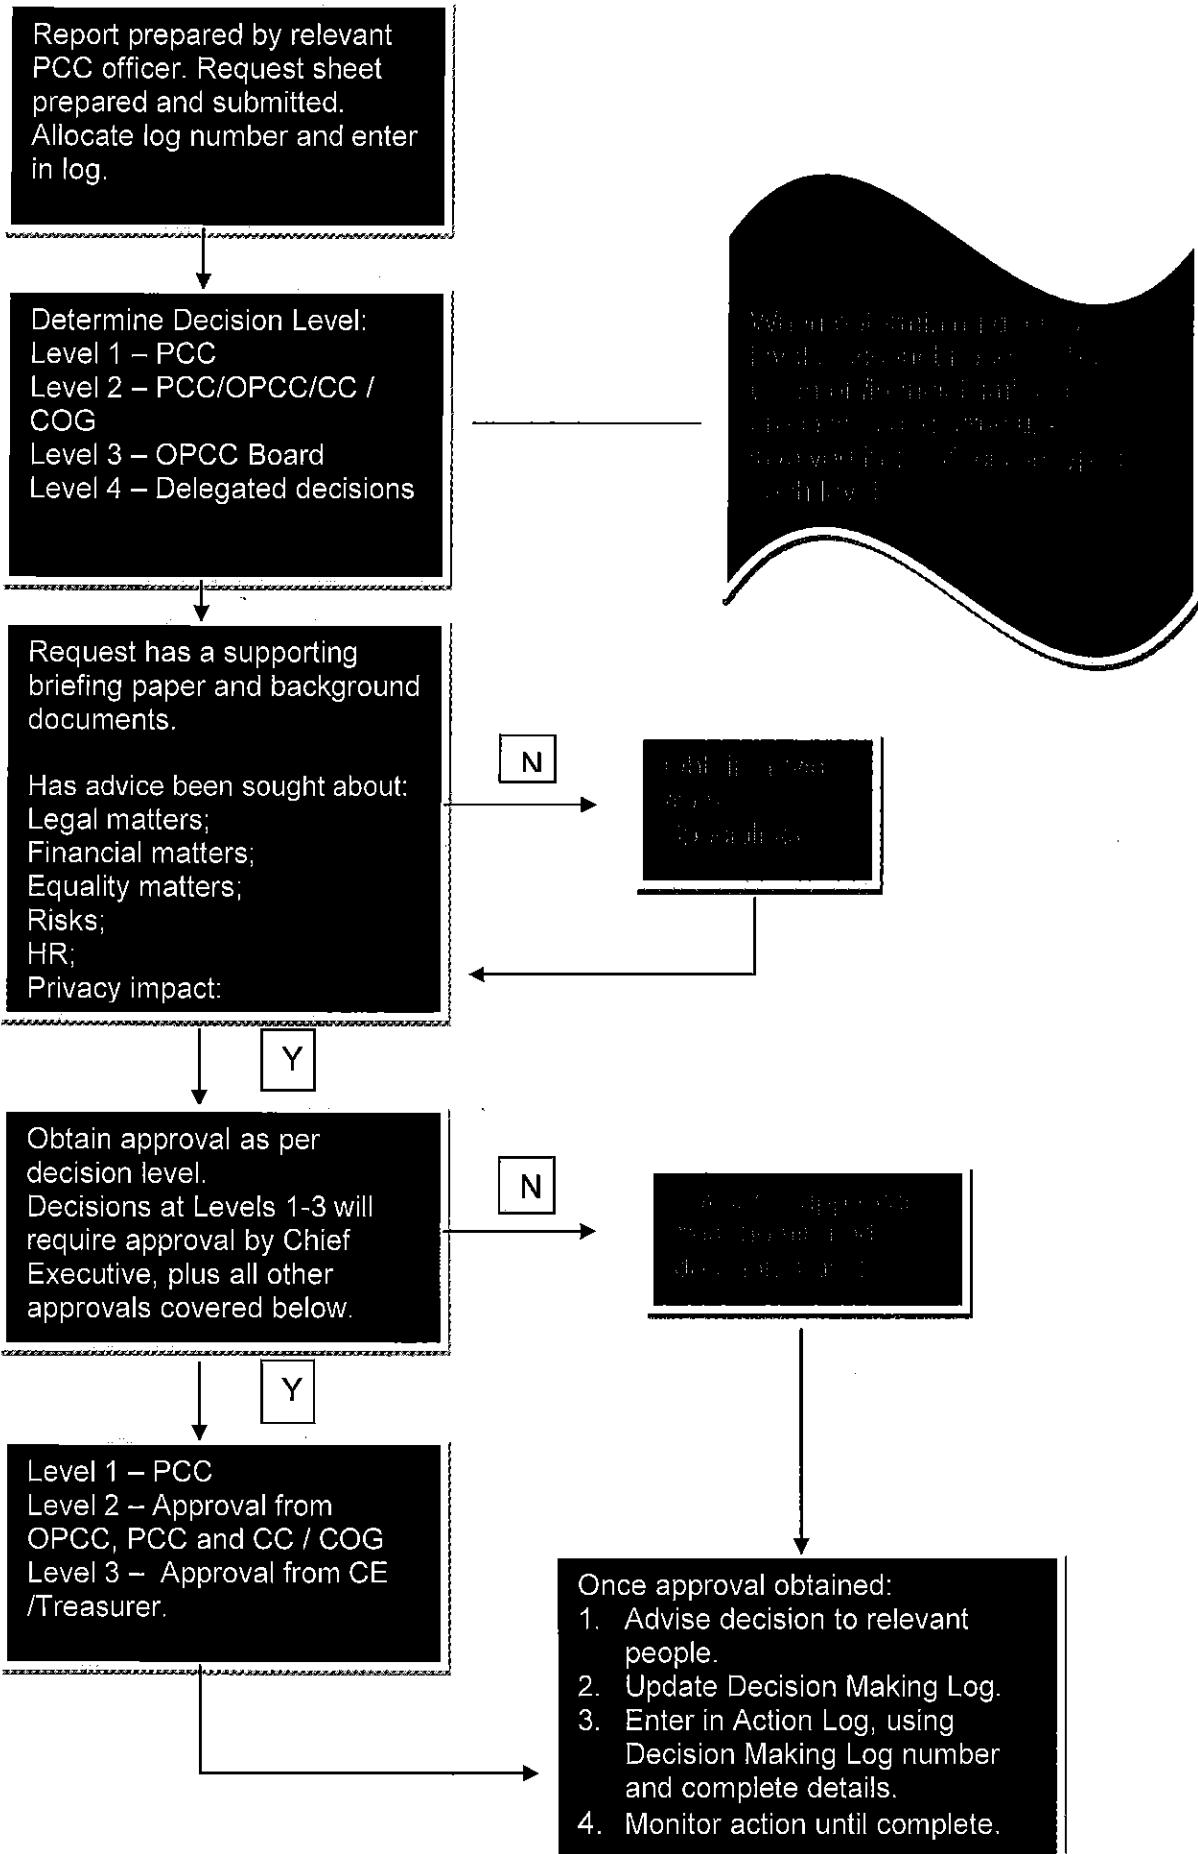 Report prepared by relevant
PCC officer. Request sheet
prepared and submitted.
Allocate log number and enter
in log.
Determine Decision Level:
Level 1 – PCC
Level 2 – PCC/OPCC/CC /
COG
Level 3 – OPCC Board
Level 4 – Delegated decisions
Request has a supporting
briefing paper and background
documents.
Has advice been sought about:
Legal matters;
Financial matters;
Equality matters;
Risks;
HR;
Privacy impact:
N
Y
Obtain approval as per
decision level.
Decisions at Levels 1-3 will
require approval by Chief
Executive, plus all other
approvals covered below.
N
Y
Level 1 – PCC
Level 2 – Approval from
OPCC, PCC and CC / COG
Level 3 – Approval from CE
/Treasurer.
Once approval obtained:
1. Advise decision to relevant
people.
2. Update Decision Making Log.
3. Enter in Action Log, using
Decision Making Log number
and complete details.
4. Monitor action until complete.